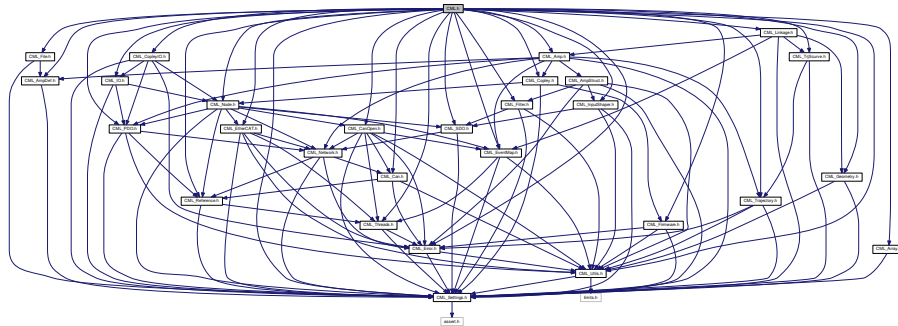 CML.h
CML_Linkage.h
CML_File.h
CML_CopleyIO.h
CML_Amp.h
CML_TrjScurve.h
CML_AmpDef.h
CML_IO.h
CML_Copley.h
CML_AmpStruct.h
CML_Node.h
CML_Filter.h
CML_InputShaper.h
CML_PDO.h
CML_EtherCAT.h
CML_CanOpen.h
CML_SDO.h
CML_Network.h
CML_EventMap.h
CML_Can.h
CML_Geometry.h
CML_Reference.h
CML_Trajectory.h
CML_Threads.h
CML_Firmware.h
CML_Error.h
CML_Array.h
CML_Utils.h
CML_Settings.h
limits.h
assert.h